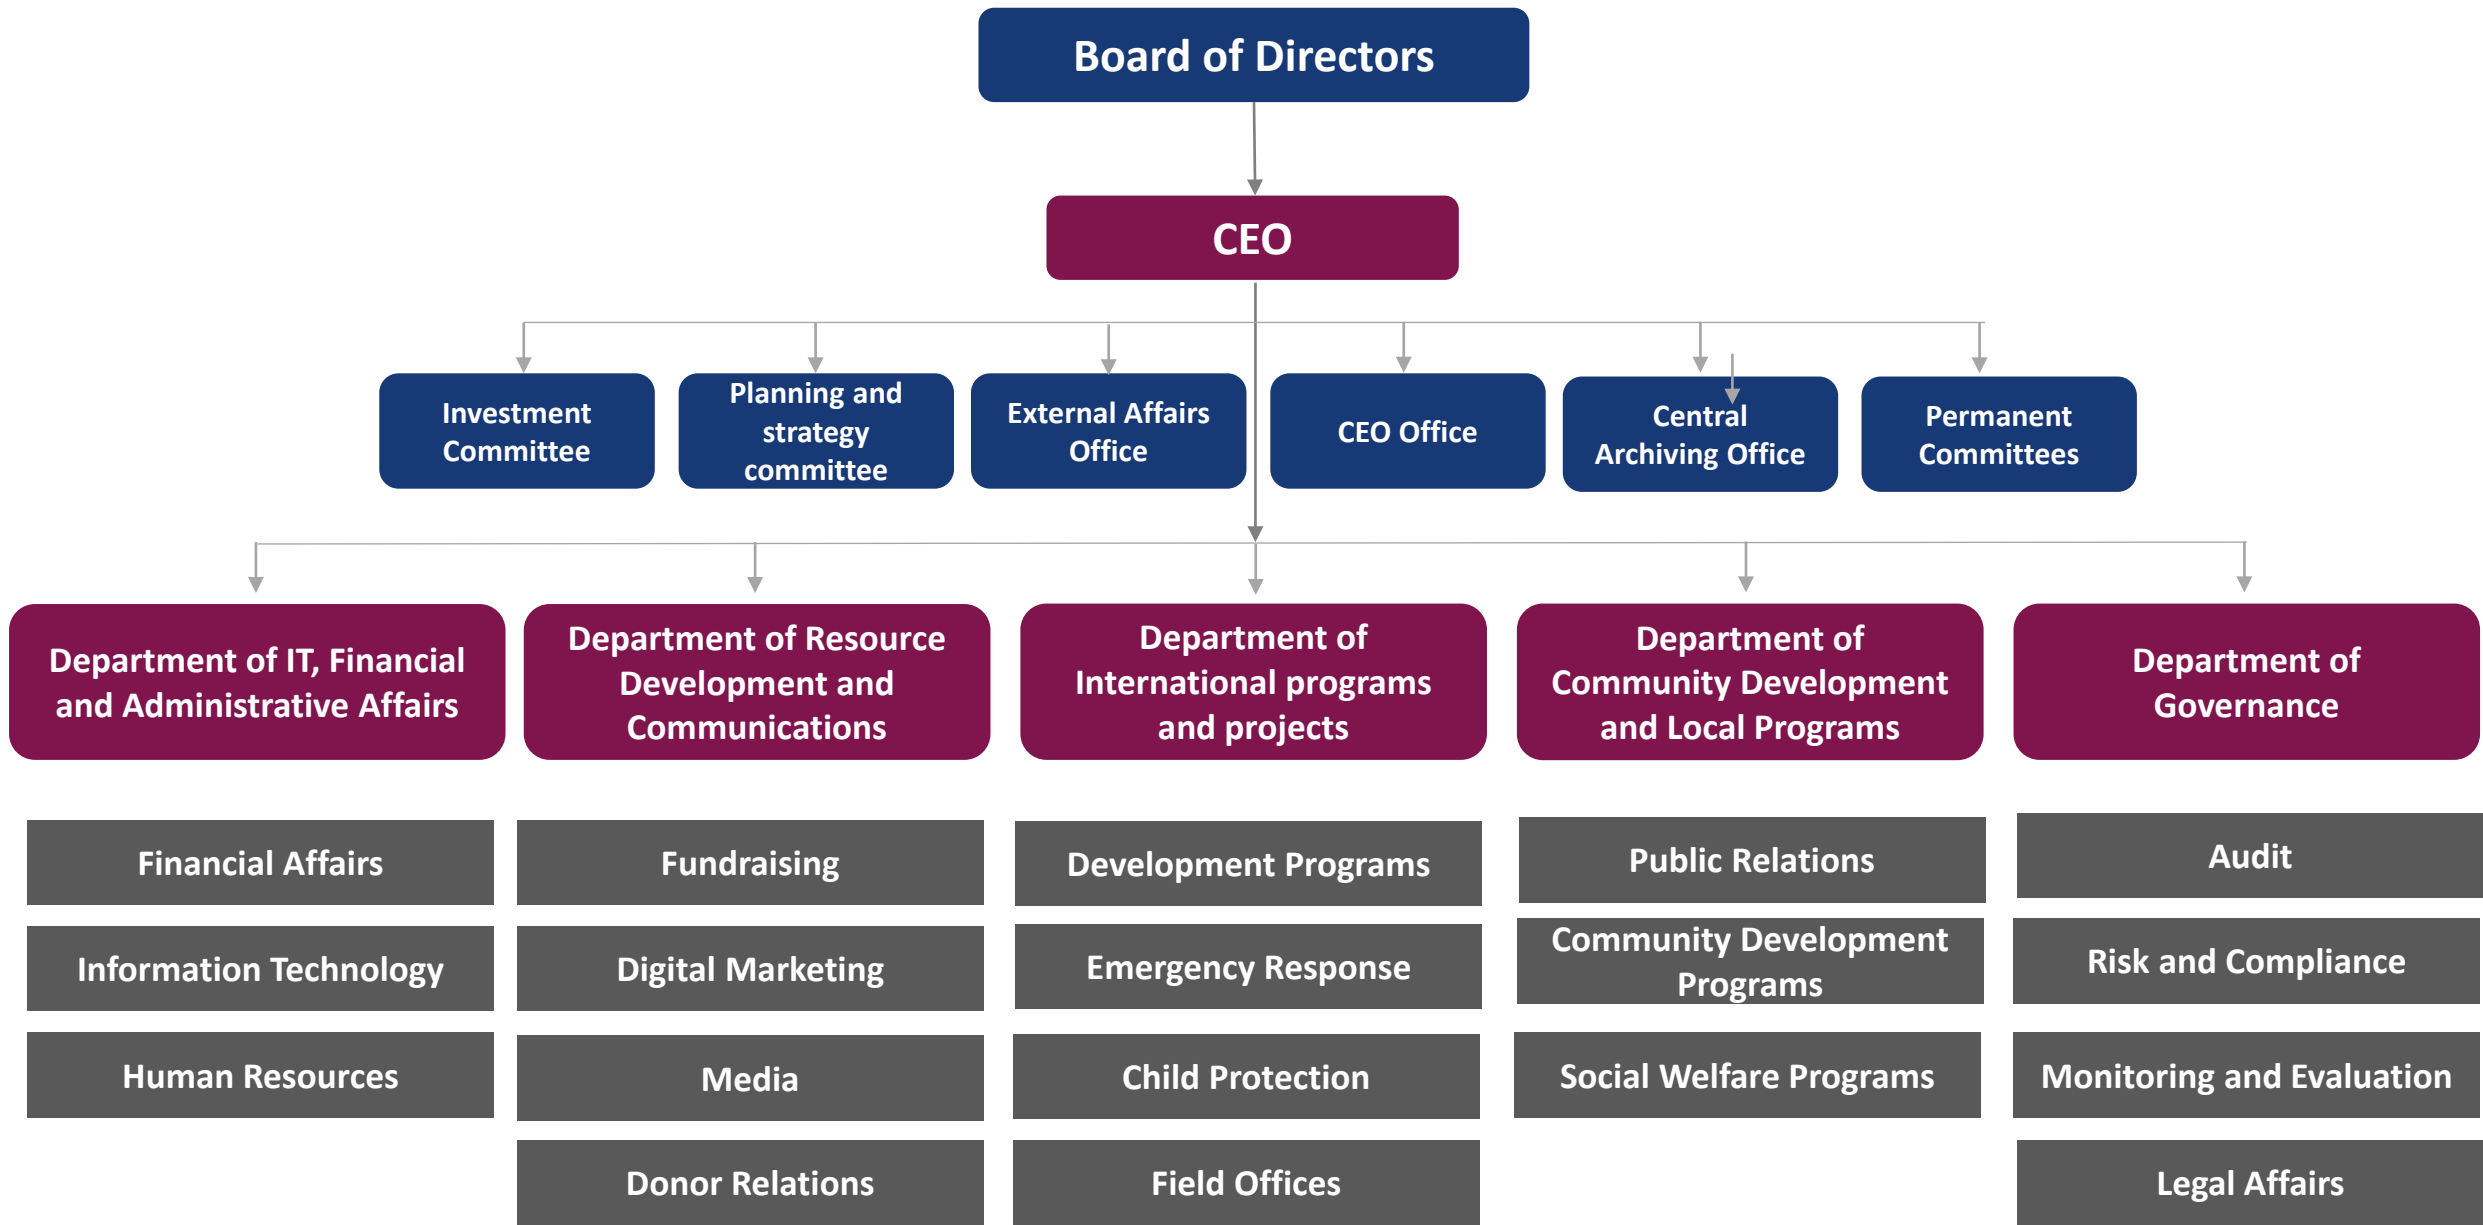 Board of Directors
CEO
Investment
Committee
Planning and
strategy
committee
External Affairs
Office
CEO Office
Central
Archiving Office
Permanent
Committees
Department of IT, Financial
and Administrative Affairs
Department of Resource
Development and
Communications
Department of
International programs
and projects
Department of
Community Development
and Local Programs
Department of
Governance
Financial Affairs
Information Technology
Human Resources
Fundraising
Digital Marketing
Media
Donor Relations
Development Programs
Emergency Response
Child Protection
Field Offices
Public Relations
Community Development
Programs
Social Welfare Programs
Audit
Risk and Compliance
Monitoring and Evaluation
Legal Affairs